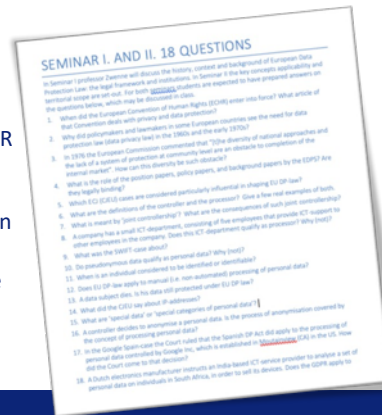 SEMINAR I. AND II. 18 QUESTIONS
In Seminar I professor Zwenne will discuss the history, context and background of European Data
Protection Law: the legal framework and institutions. In Seminar II the key concepts applicability and
territorial scope are set out. For both seminars students are expected to have prepared answers on
the questions below, which may be discussed in class.
1. When did the European Convention of Human Rights (ECHR) enter into force? What article of
that Convention deals with privacy and data protection?
2. Why did policymakers and lawmakers in some European countries see the need for data
protection law (data privacy law) in the 1960s and the early 1970s?
3. In 1976 the European Commission commented that "[t]he diversity of national approaches and
the lack of a system of protection at community level are an obstacle to completion of the
internal market". How can this diversity be such obstacle?
4. What is the role of the position papers, policy papers, and background papers by the EDPS? Are
they legally binding?
5. Which ECJ (CJEU) cases are considered particularly influential in shaping EU DP-law?
6. What are the definitions of the controller and the processor? Give a few real examples of both.
7. What is meant by 'joint controllership'? What are the consequences of such joint controllership?
8. A company has a small ICT-department, consisting of five employees that provide ICT-support to
other employees in the company. Does this ICT-department qualify as processor? Why (not)?
9. What was the SWIFT-case about?
10. Do pseudonymous data qualify as personal data? Why (not)?
11. When is an individual considered to be identified or identifiable?
12. Does EU DP-law apply to manual (i.e. non automated) processing of personal data?
13. A data subject dies. Is his data still protected under EU DP law?
14. What did the CJEU say about IP-addresses?
15. What are 'special data' or 'special categories of personal data'?
16. A controller decides to anonymise a personal data. Is the process of anonymisation covered by
the concept of processing personal data?
17. In the Google Spain-case the Court ruled that the Spanish DP Act did apply to the processing of
personal data controlled by Google Inc, which is established in Moutainview (CA) in the US. How
did the Court come to that decision?
18. A Dutch electronics manufacturer instructs an India-based ICT-service provider to analyse a set of
personal data on individuals in South Africa, in order to sell its devices. Does the GDPR apply to
R
n